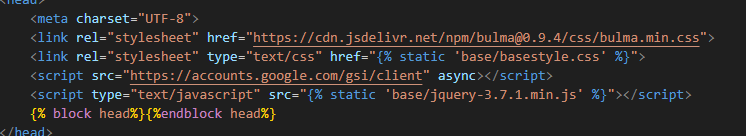 <head>
<meta charset="UTF-8">
<link rel="stylesheet" href="https://cdn.jsdelivr.net/npm/bulma@0.9.4/css/bulma.min.css">
<link rel="stylesheet" type="text/css" href="{% static 'base/basestyle.css' %}">
<script src="https://accounts.google.com/gsi/client" async></script>
<script type="text/javascript" src="{% static 'base/jquery-3.7.1.min.js' %}"></script>
{% block head%}{%endblock head%}
</head>